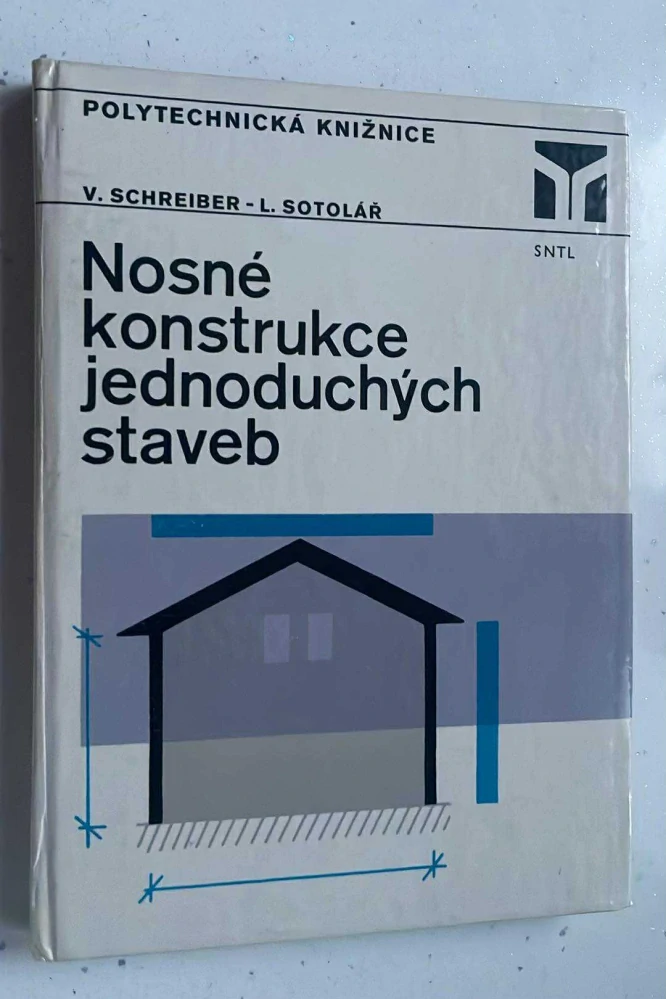 POLYTECHNICKÁ KNIŽNICE
V. SCHREIBER - L. SOTOLÁŘ
SNTL
Nosné
konstrukce
jednoduchých
staveb